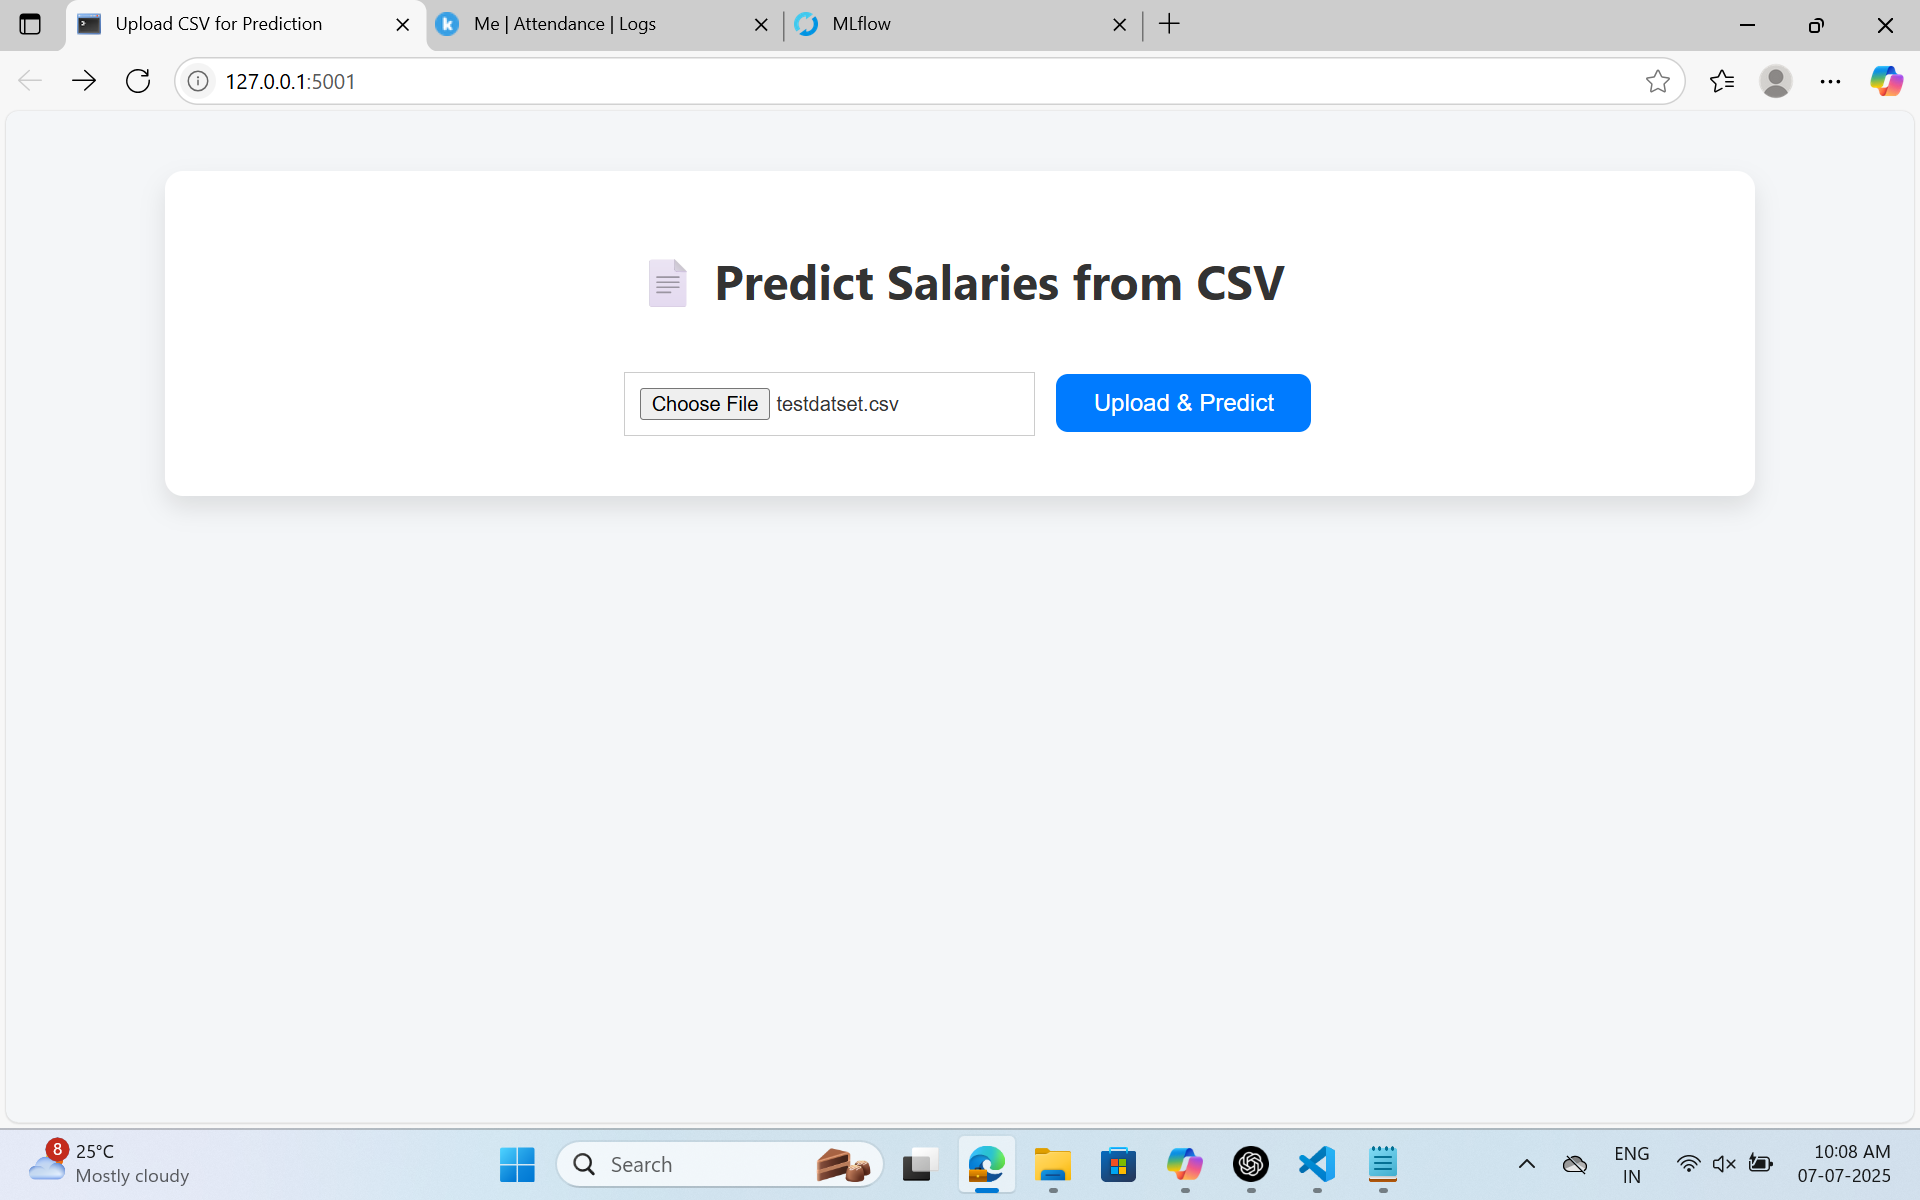 Upload CSV for Prediction
Me | Attendance | Logs
MLflow
127.0.0.1:5001
Predict Salaries from CSV
Choose File testdatset.csv
Upload & Predict
8
25°C
Mostly cloudy
Search
ENG
IN
10:08 AM
07-07-2025